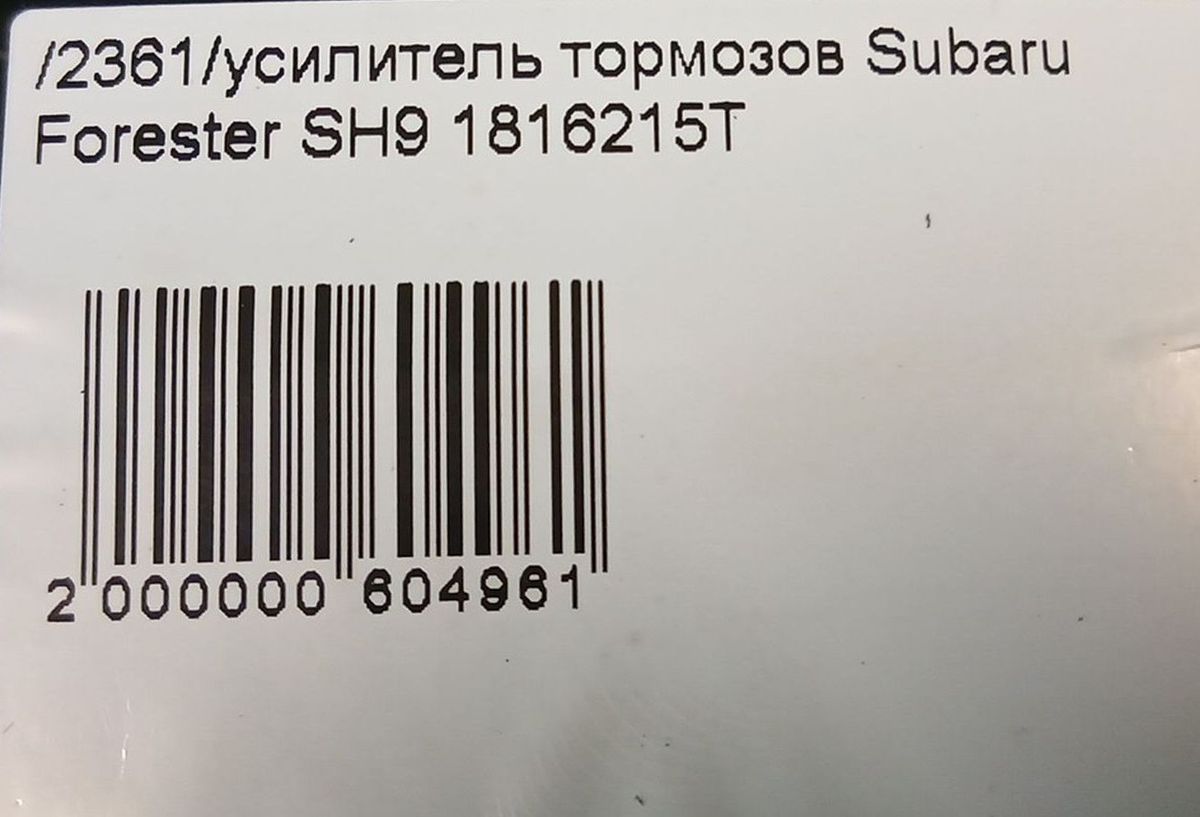 /2361/усилитель тормозов Subaru
Forester SH9 1816215T
2 000000 604961